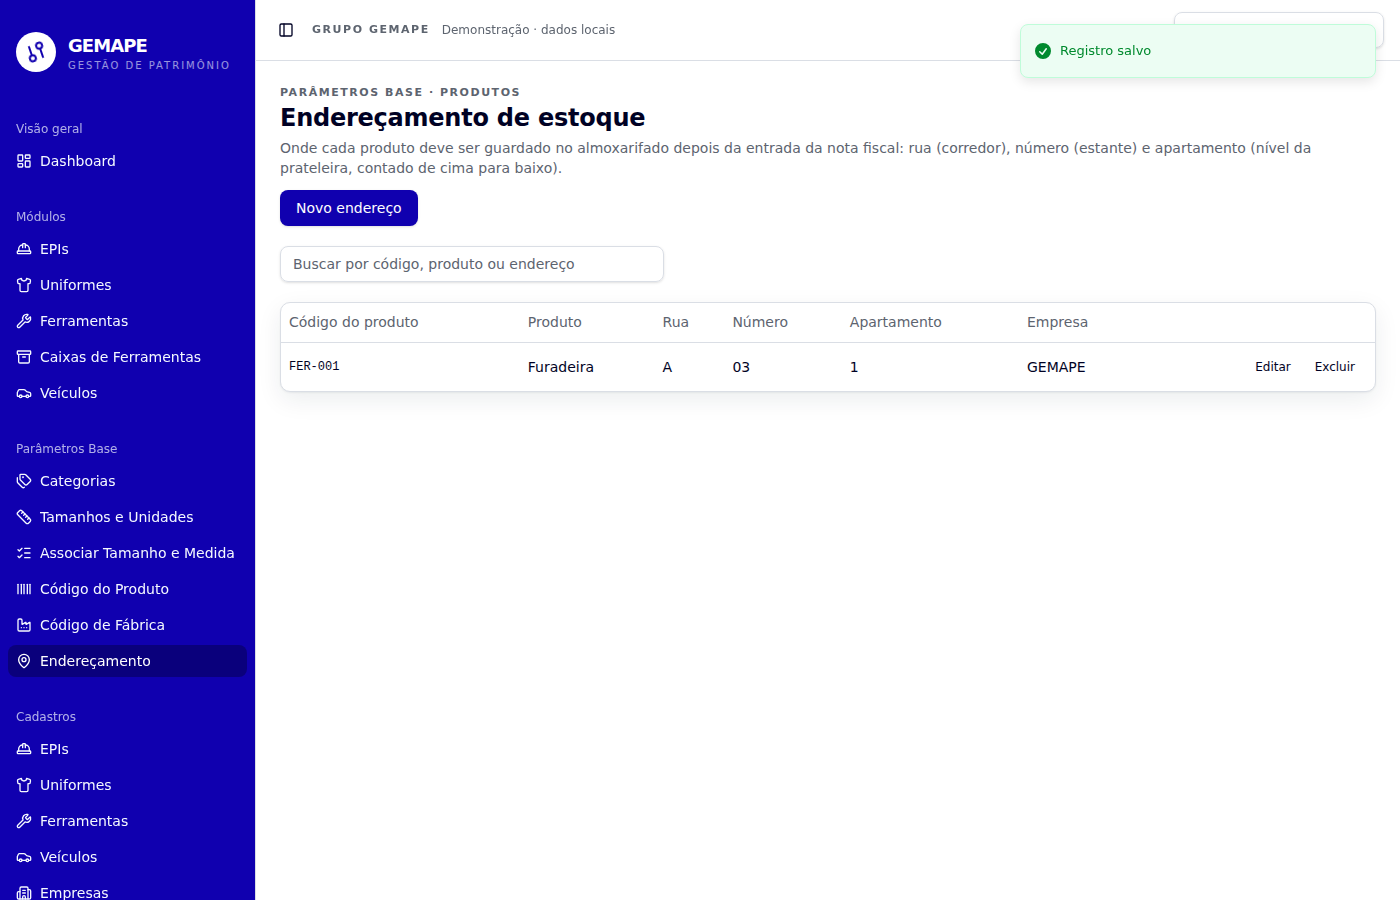 GEMAPE
GESTÃO DE PATRIMÔNIO
Visão geral
Dashboard
Módulos
EPIs
Uniformes
Ferramentas
Caixas de Ferramentas
Veículos
Parâmetros Base
Categorias
Tamanhos e Unidades
Associar Tamanho e Medida
Código do Produto
Código de Fábrica
Endereçamento
Cadastros
EPIs
Uniformes
Ferramentas
Veículos
Empresas
GRUPO GEMAPE Demonstração · dados locais
Registro salvo
PARÂMETROS BASE · PRODUTOS
Endereçamento de estoque
Onde cada produto deve ser guardado no almoxarifado depois da entrada da nota fiscal: rua (corredor), número (estante) e apartamento (nível da
prateleira, contado de cima para baixo).
Novo endereço
Buscar por código, produto ou endereço
Código do produto Produto Rua Número Apartamento Empresa
FER-001 Furadeira A 03 1 GEMAPE Editar Excluir